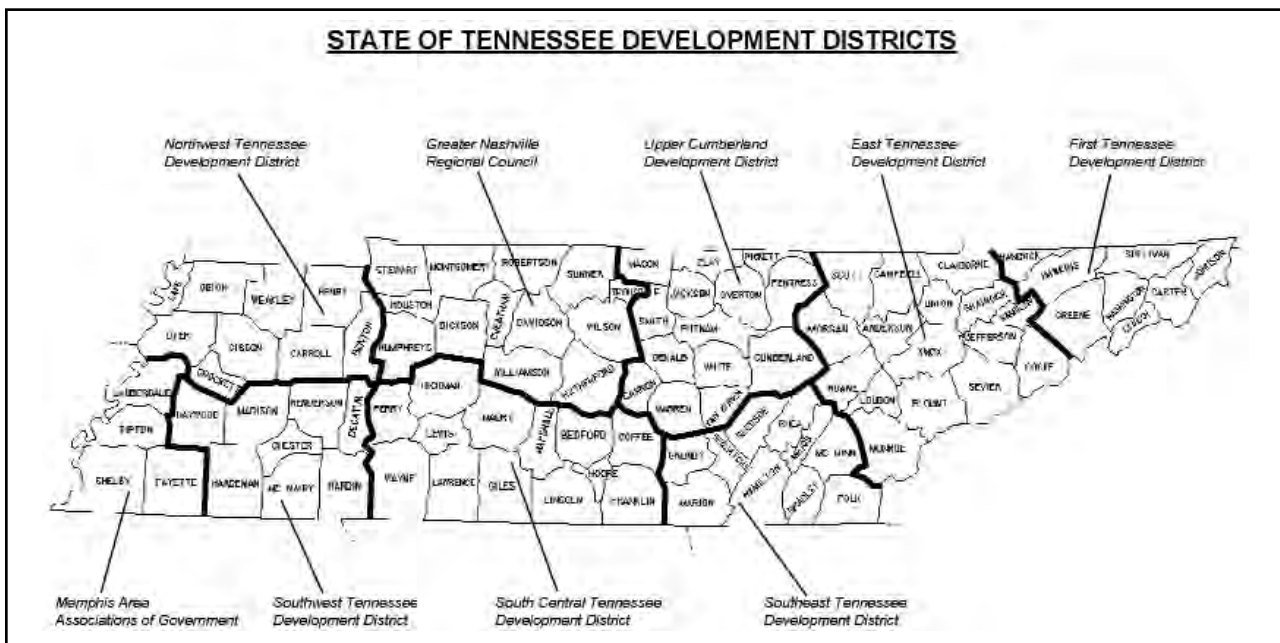 STATE OF TENNESSEE DEVELOPMENT DISTRICTS
Northwest Tennessee
Development District
Greater Nashville
Regional Council
Upper Cumberland
Development District
East Tennessee
Development District
First Tennessee
Development District
LAKE
OBION
WEAKLEY
HENRY
STEWART
MONTGOMERY
ROBERTSON
SUMNER
MACON
CLAY
PICKETT
SCOTT
CAMPBELL
CLAIBORNE
HANCOCK
HAWKINS
SULLIVAN
JOHNSON
HOUSTON
TROUSDALE
JACKSON
OVERTON
FENTRESS
UNION
GRAINGER
HAMBLEN
GREENE
WASHINGTON
CARTER
DYER
GIBSON
CARROLL
BENTON
HUMPHREYS
DICKSON
CHEATHAM
DAVIDSON
WILSON
SMITH
PUTNAM
MORGAN
ANDERSON
KNOX
JEFFERSON
COCKE
CROCKETT
WILLIAMSON
RUTHERFORD
DEKALB
WHITE
CUMBERLAND
LAUDERDALE
HAYWOOD
MADISON
HENDERSON
DECATUR
PERRY
HICKMAN
CANNON
WARREN
VAN BUREN
ROANE
LOUDON
BLOUNT
SEVIER
TIPTON
CHESTER
LEWIS
MAURY
MARSHALL
BEDFORD
COFFEE
GRUNDY
BLEDSOE
RHEA
MEIGS
MC MINN
MONROE
SHELBY
FAYETTE
HARDEMAN
MC NAIRY
HARDIN
WAYNE
LAWRENCE
GILES
LINCOLN
MOORE
FRANKLIN
MARION
HAMILTON
BRADLEY
POLK
Memphis Area
Associations of Government
Southwest Tennessee
Development District
South Central Tennessee
Development District
Southeast Tennessee
Development District